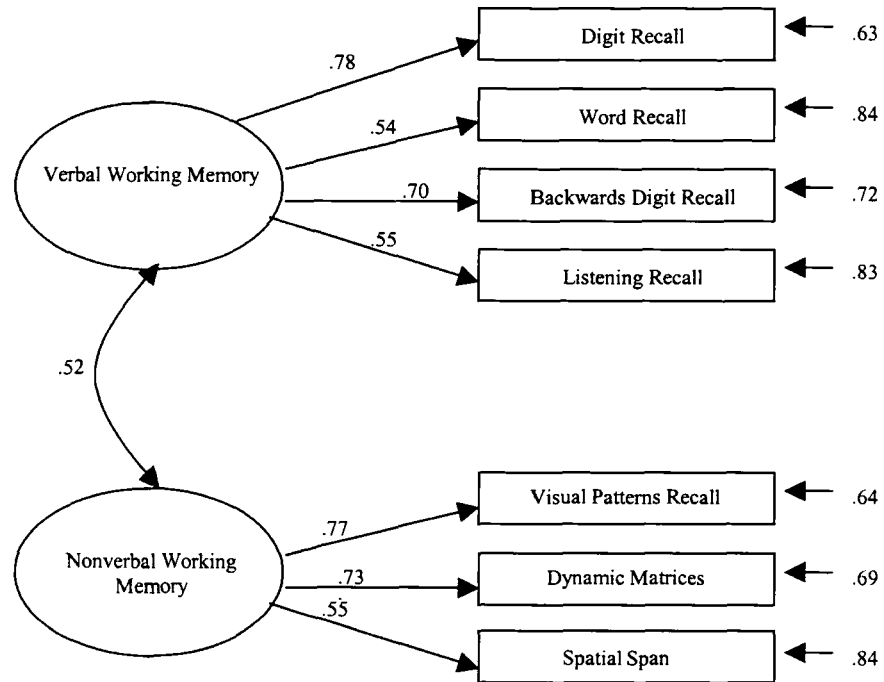 Digit Recall
.63
.78
Word Recall
.84
.54
Verbal Working Memory
Backwards Digit Recall
.72
.70
.55
Listening Recall
.83
.52
Visual Patterns Recall
.64
.77
Nonverbal Working
Memory
.73
Dynamic Matrices
.69
.55
Spatial Span
.84